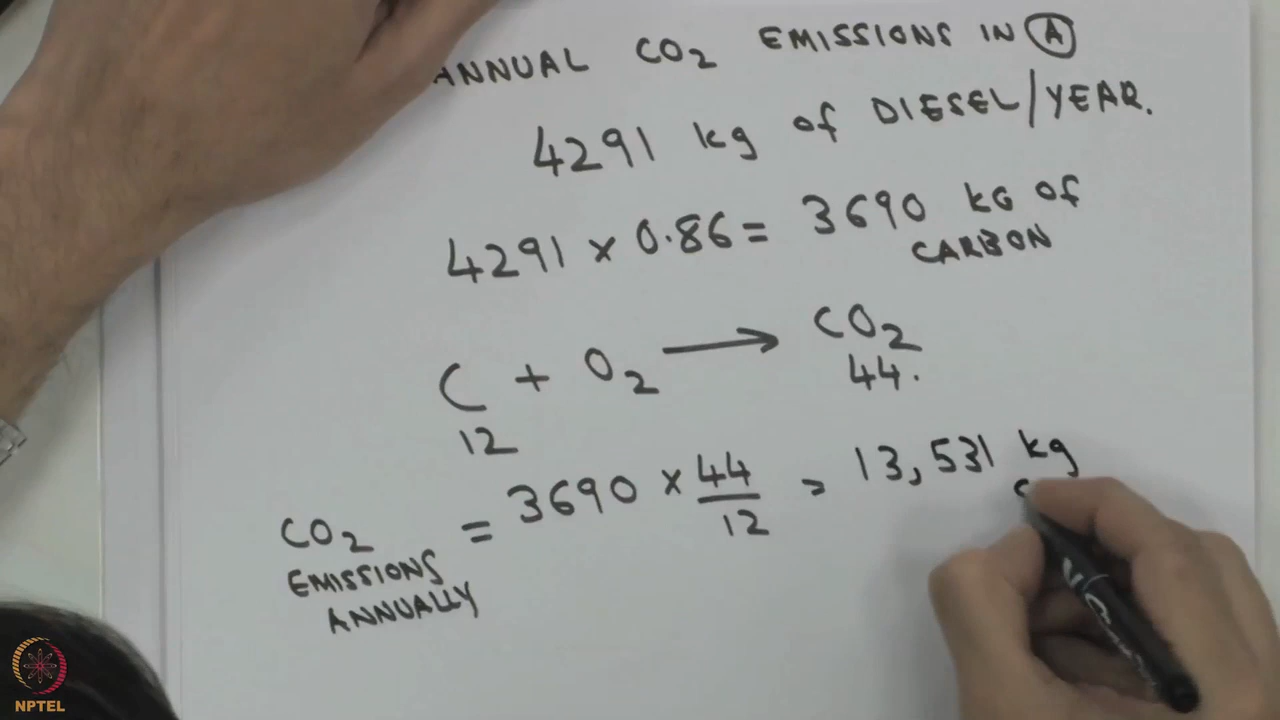 ANNUAL CO2 EMISSIONS IN A
4291 kg of DIESEL/YEAR.
4291 × 0.86 = 3690 kG of
CARBON
C + O2 → CO2
12 44.
3690 × 44/12 = 13,531 kg
CO2 =
EMISSIONS
ANNUALLY
NPTEL